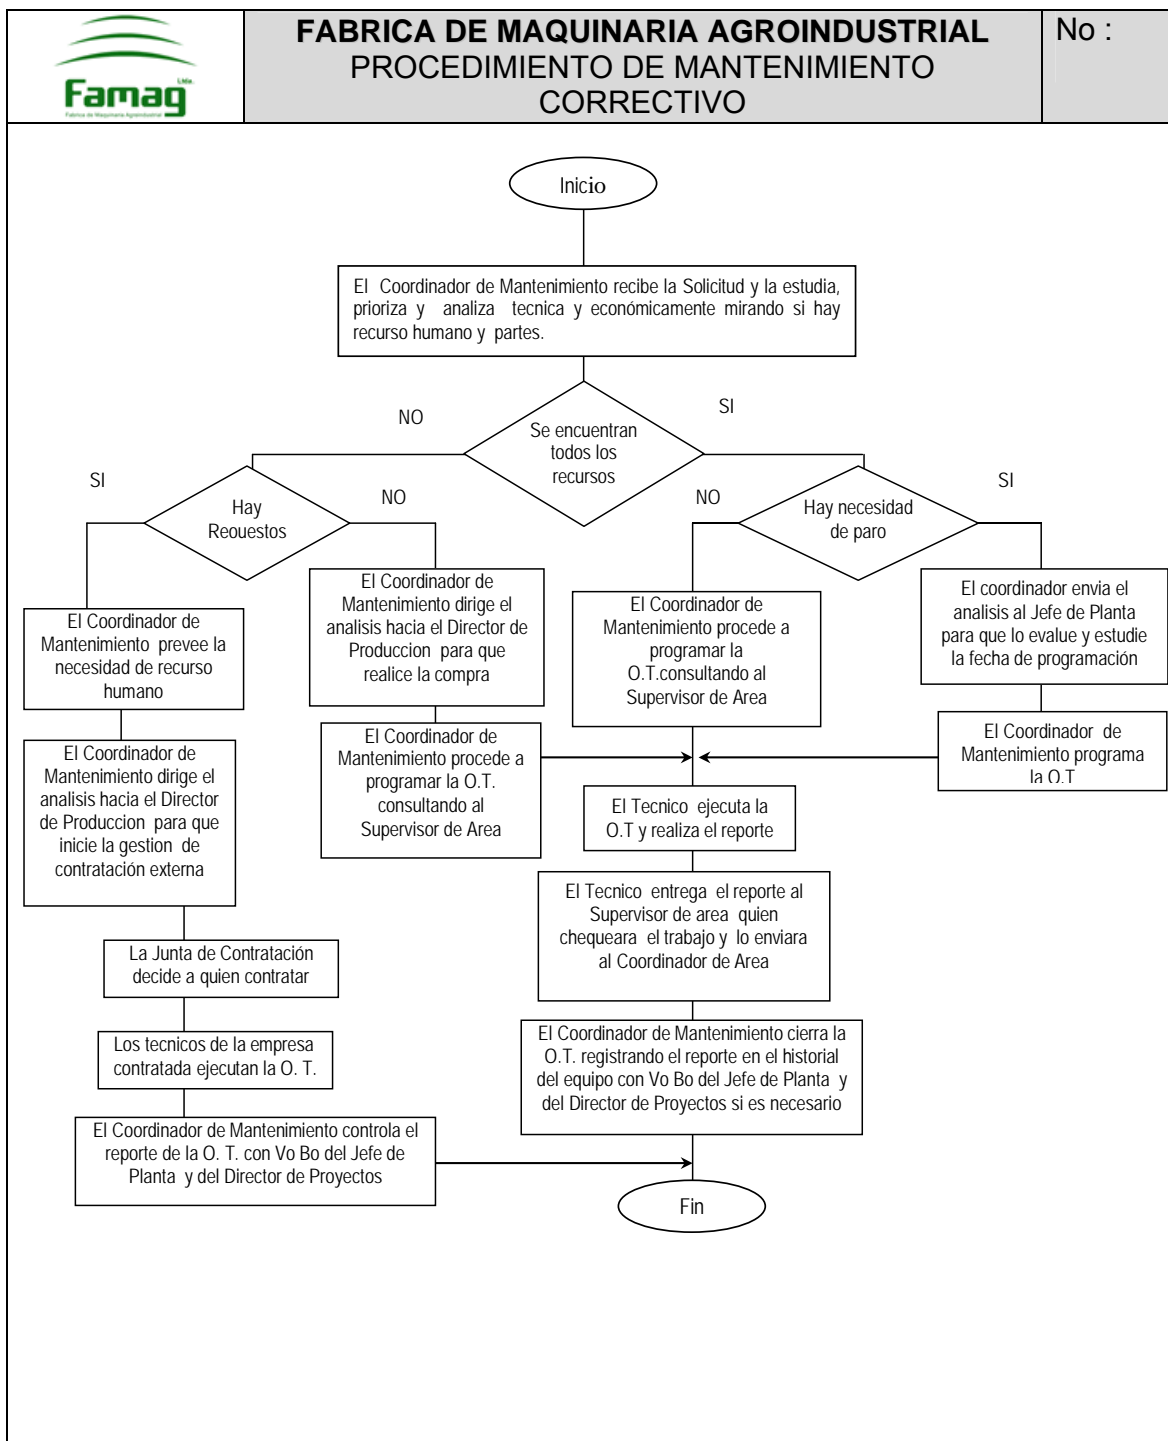 FABRICA DE MAQUINARIA AGROINDUSTRIAL
PROCEDIMIENTO DE MANTENIMIENTO
CORRECTIVO
No :
Ltda.
Famag
Fabrica de Maquinaria Agroindustrial
Inicio
El Coordinador de Mantenimiento recibe la Solicitud y la estudia,
prioriza y analiza tecnica y económicamente mirando si hay
recurso humano y partes.
NO
SI
Se encuentran
todos los
recursos
SI
Hay
Reouestos
NO
NO
Hay necesidad
de paro
SI
El Coordinador de
Mantenimiento prevee la
necesidad de recurso
humano
El Coordinador de
Mantenimiento dirige el
analisis hacia el Director de
Produccion para que
realice la compra
El Coordinador de
Mantenimiento procede a
programar la
O.T.consultando al
Supervisor de Area
El coordinador envia el
analisis al Jefe de Planta
para que lo evalue y estudie
la fecha de programación
El Coordinador de
Mantenimiento dirige el
analisis hacia el Director
de Produccion para que
inicie la gestion de
contratación externa
El Coordinador de
Mantenimiento procede a
programar la O.T.
consultando al
Supervisor de Area
El Coordinador de
Mantenimiento programa
la O.T
El Tecnico ejecuta la
O.T y realiza el reporte
El Tecnico entrega el reporte al
Supervisor de area quien
chequeara el trabajo y lo enviara
al Coordinador de Area
La Junta de Contratación
decide a quien contratar
Los tecnicos de la empresa
contratada ejecutan la O. T.
El Coordinador de Mantenimiento cierra la
O.T. registrando el reporte en el historial
del equipo con Vo Bo del Jefe de Planta y
del Director de Proyectos si es necesario
El Coordinador de Mantenimiento controla el
reporte de la O. T. con Vo Bo del Jefe de
Planta y del Director de Proyectos
Fin